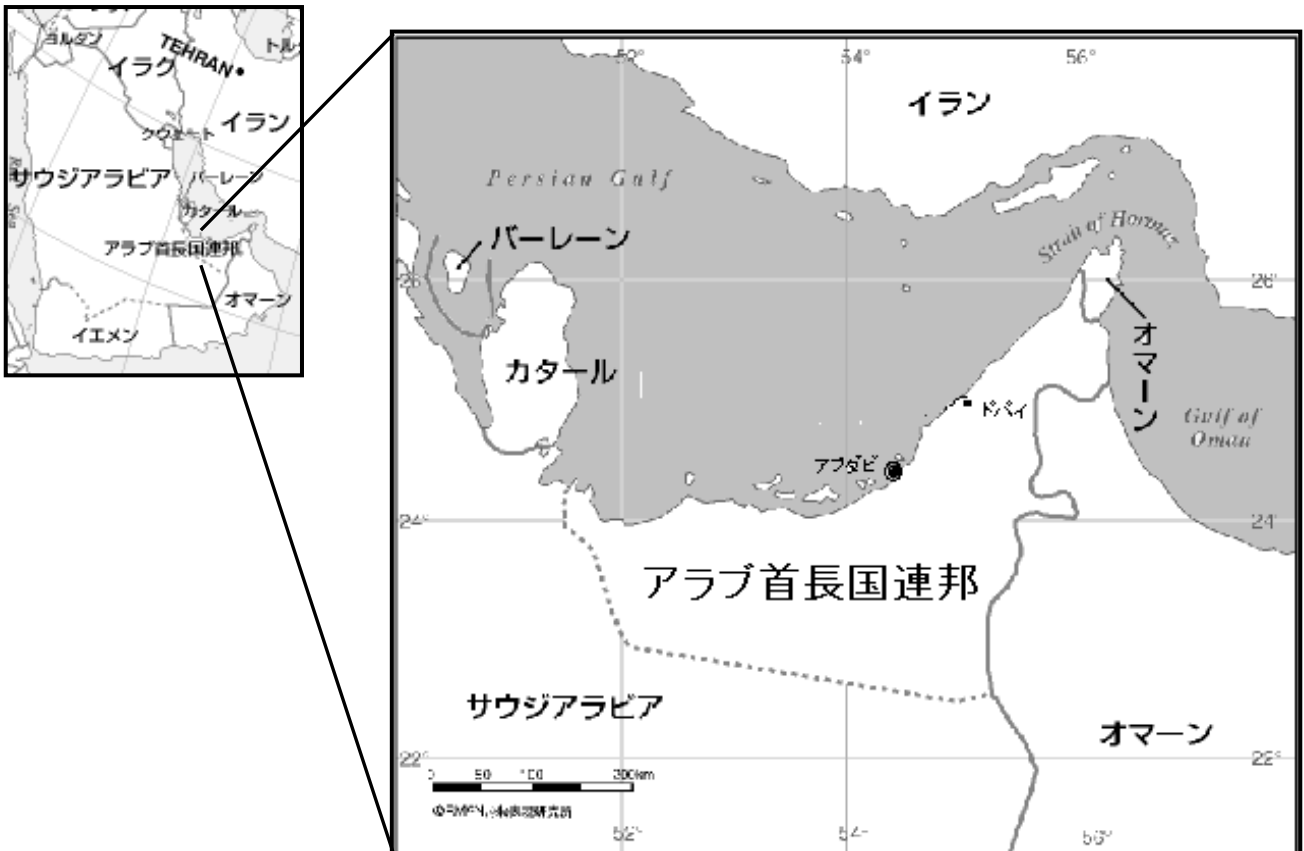 ヨルダン
TEHRAN
イラク
イラン
クウェート
サウジアラビア
バーレーン
カタール
アラブ首長国連邦
オマーン
イエメン
Red
Sea
52°
54°
56°
イラン
Persian Gulf
Strait of Hormuz
バーレーン
26°
26°
オマーン
カタール
ドバイ
Gulf of
Oman
アブダビ
24°
24°
アラブ首長国連邦
サウジアラビア
オマーン
22°
22°
0 50 100 200km
52°
54°
56°